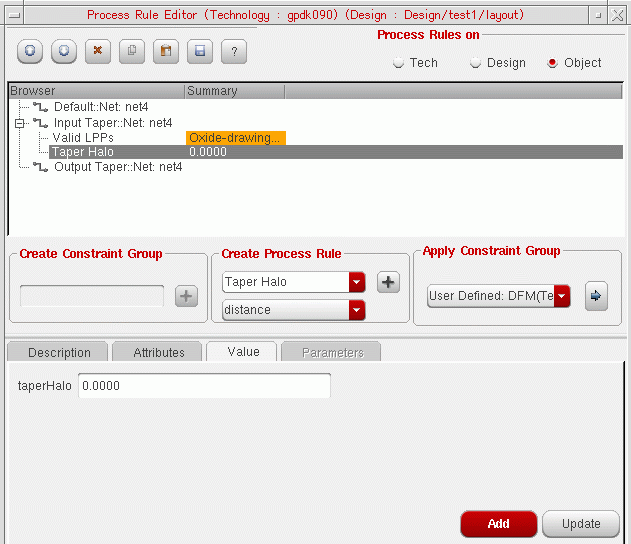 Process Rule Editor (Technology : gpdk090) (Design : Design/test1/layout)
Process Rules on
?
Tech Design Object
Browser Summary
Default::Net: net4
Input Taper::Net: net4
Valid LPPs Oxide-drawing...
Taper Halo 0.0000
Output Taper::Net: net4
Create Constraint Group Create Process Rule Apply Constraint Group
Taper Halo
User Defined: DFM(Te
distance
Description Attributes Value Parameters
taperHalo 0.0000
Add Update